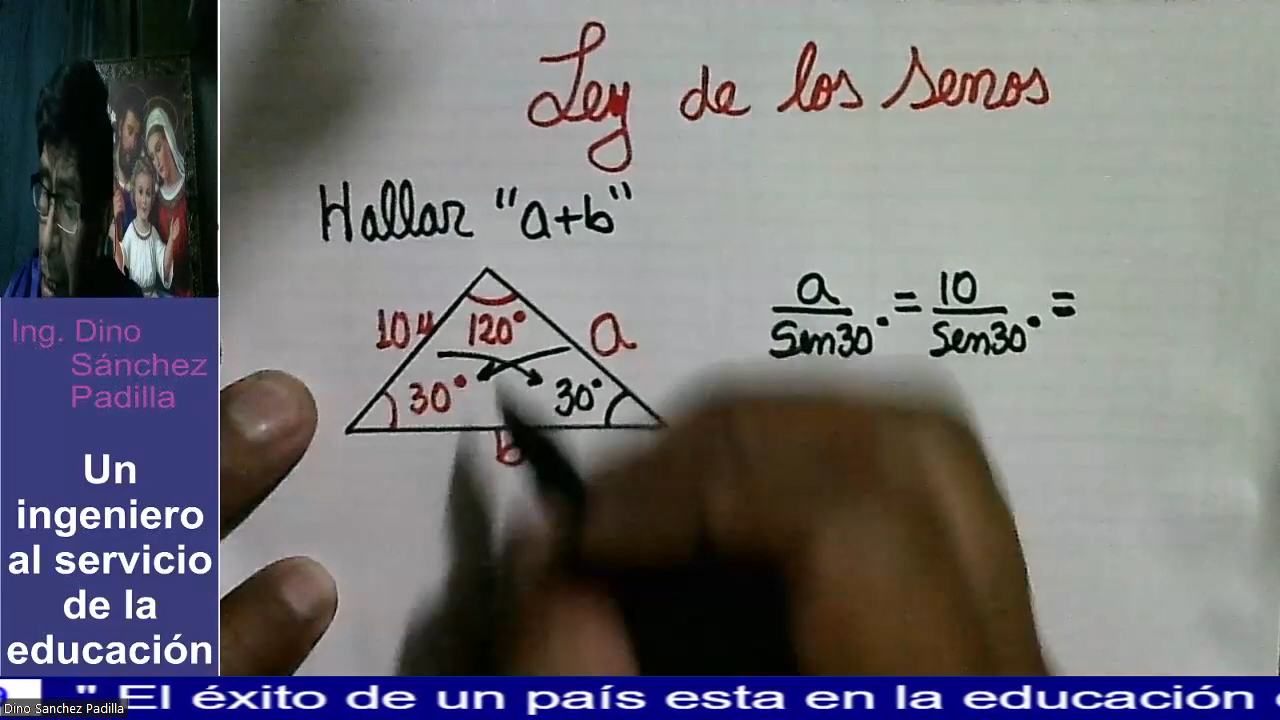 Ley de los senos
Hallar "a+b"
10u
120°
a
30°
30°
b
a/Sen30° = 10/Sen30° =
Ing. Dino
Sánchez
Padilla
Un
ingeniero
al servicio
de la
educación
" El éxito de un país esta en la educación
Dino Sanchez Padilla